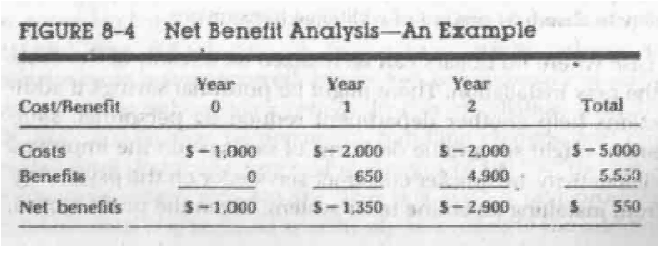 FIGURE 8-4 Net Benefit Analysis—An Example
Year Year Year
Cost/Benefit 0 1 2 Total
Costs $-1,000 $-2,000 $-2,000 $-5,000
Benefits 0 650 4,900 5,550
Net benefits $-1,000 $-1,350 $-2,900 $ 550